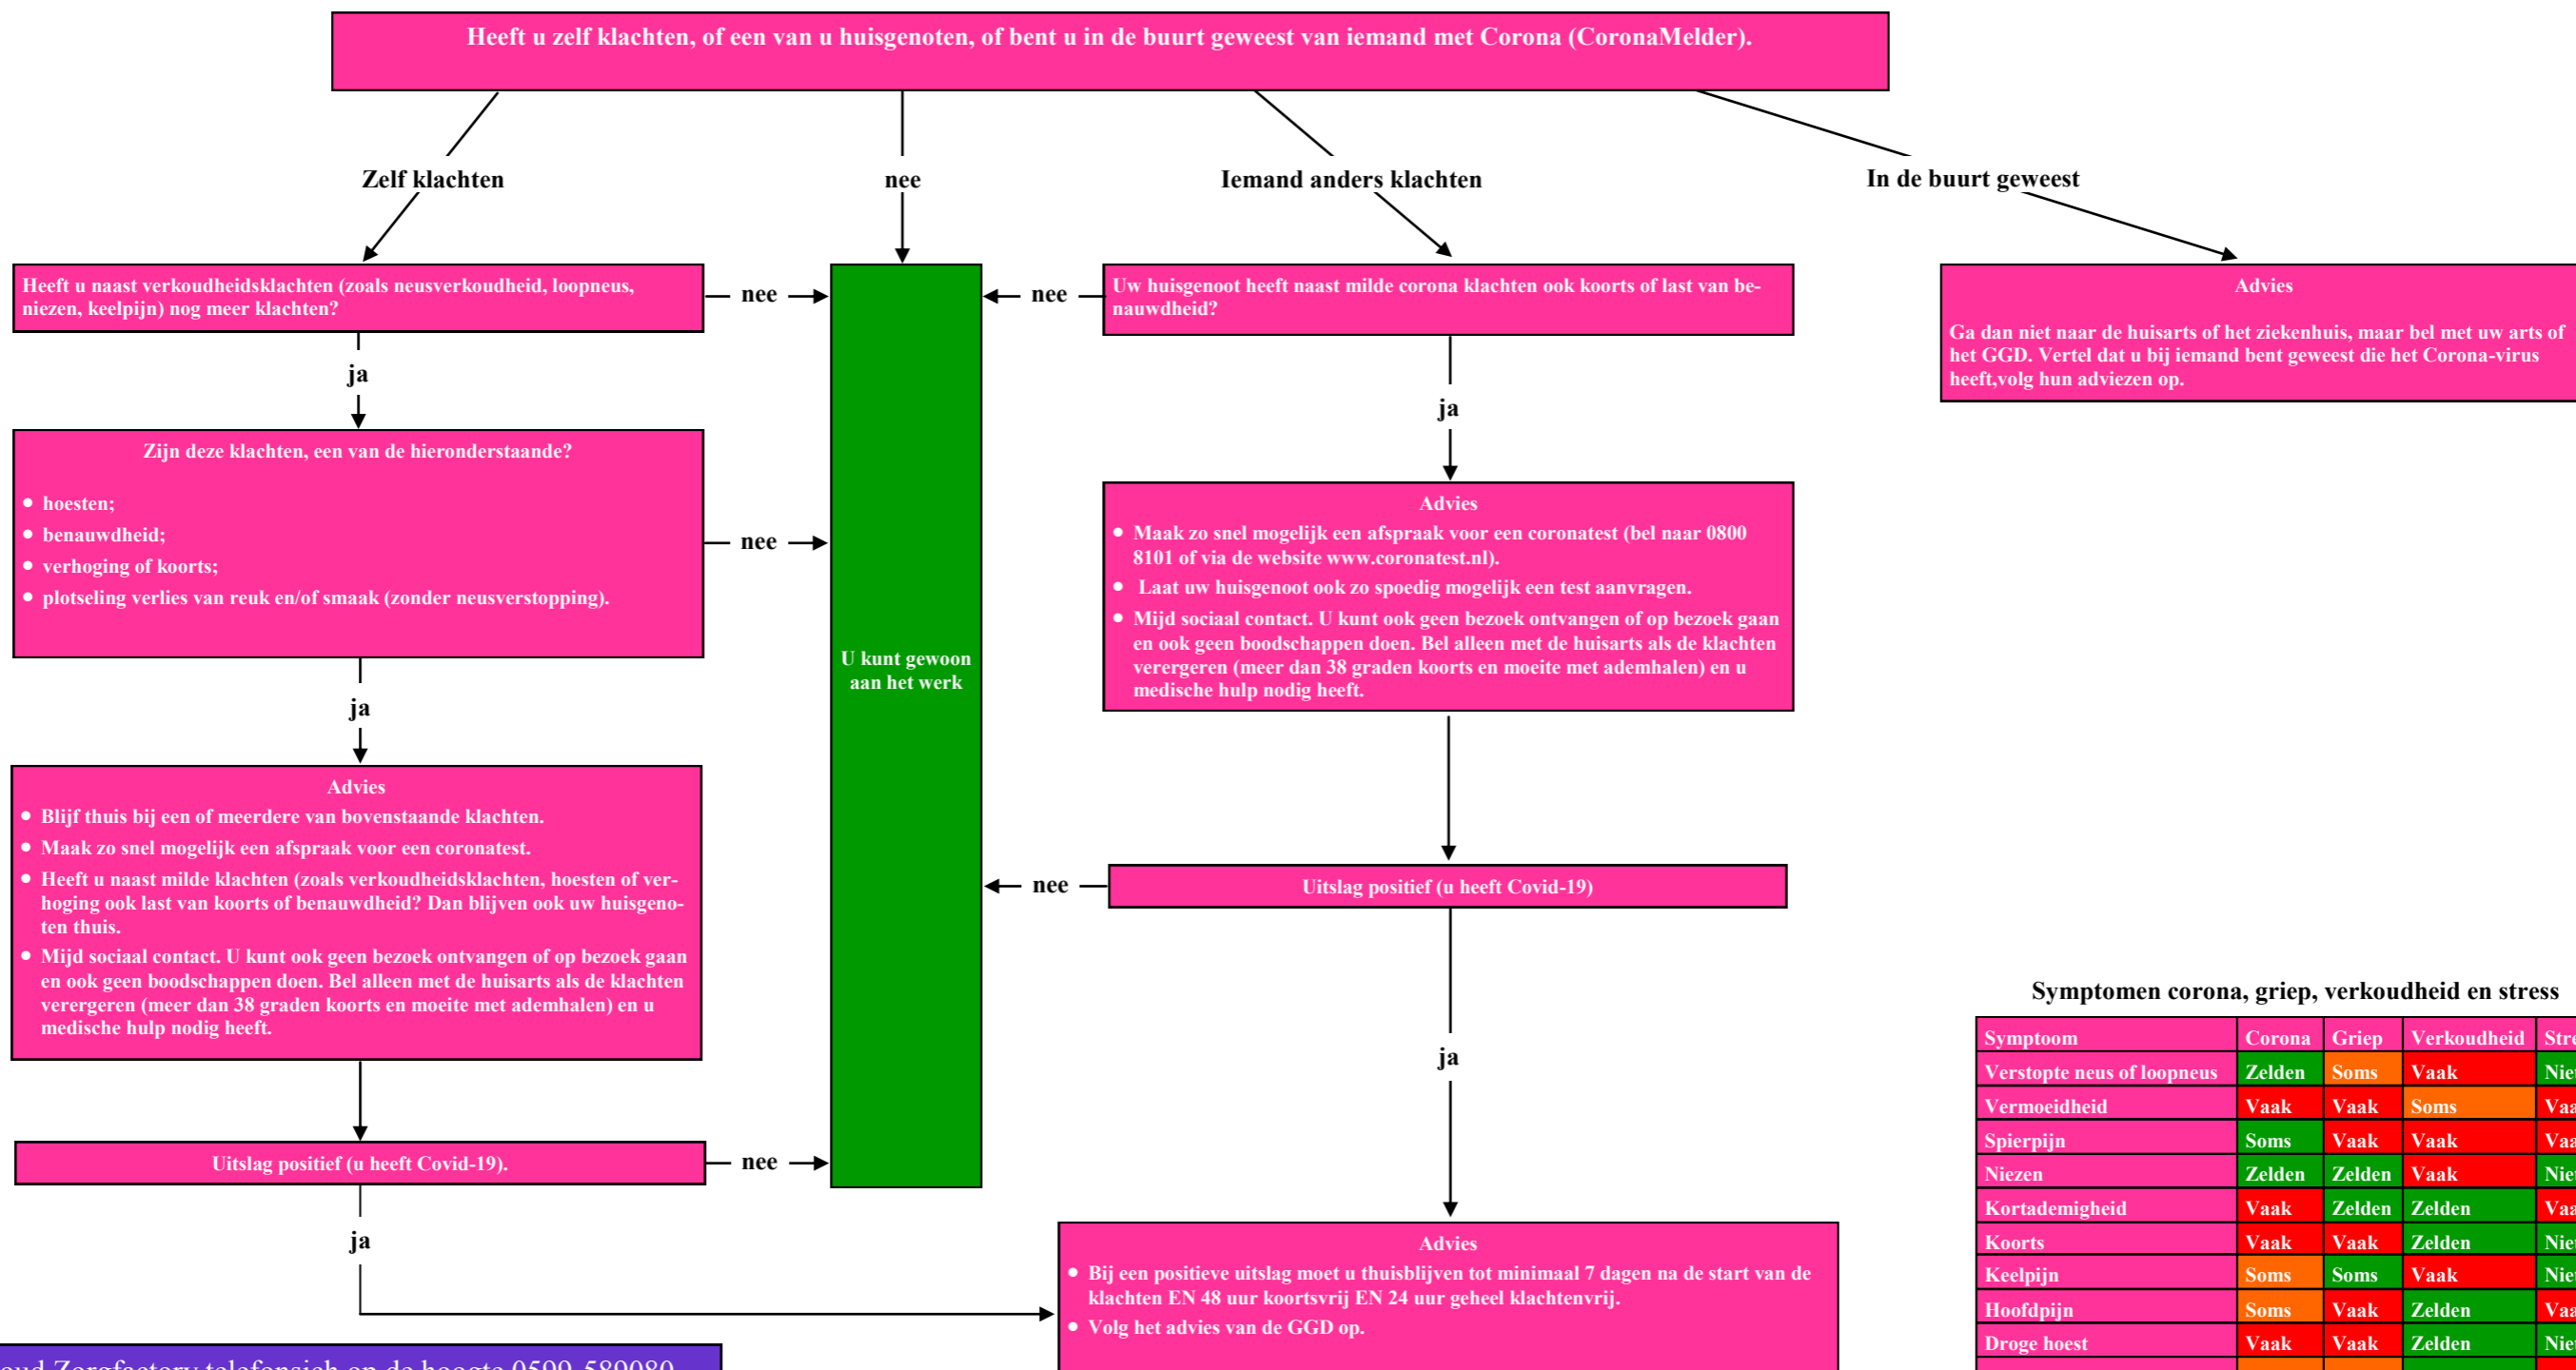 Heeft u zelf klachten, of een van u huisgenoten, of bent u in de buurt geweest van iemand met Corona (CoronaMelder).
Zelf klachten
nee
Iemand anders klachten
In de buurt geweest
Heeft u naast verkoudheidsklachten (zoals neusverkoudheid, loopneus,
niezen, keelpijn) nog meer klachten?
nee
nee
Uw huisgenoot heeft naast milde corona klachten ook koorts of last van be-
nauwdheid?
Advies
Ga dan niet naar de huisarts of het ziekenhuis, maar bel met uw arts of
het GGD. Vertel dat u bij iemand bent geweest die het Corona-virus
heeft,volg hun adviezen op.
ja
ja
Zijn deze klachten, een van de hieronderstaande?
• hoesten;
• benauwdheid;
• verhoging of koorts;
• plotseling verlies van reuk en/of smaak (zonder neusverstopping).
nee
U kunt gewoon
aan het werk
Advies
• Maak zo snel mogelijk een afspraak voor een coronatest (bel naar 0800
8101 of via de website www.coronatest.nl).
• Laat uw huisgenoot ook zo spoedig mogelijk een test aanvragen.
• Mijd sociaal contact. U kunt ook geen bezoek ontvangen of op bezoek gaan
en ook geen boodschappen doen. Bel alleen met de huisarts als de klachten
verergeren (meer dan 38 graden koorts en moeite met ademhalen) en u
medische hulp nodig heeft.
ja
Advies
• Blijf thuis bij een of meerdere van bovenstaande klachten.
• Maak zo snel mogelijk een afspraak voor een coronatest.
• Heeft u naast milde klachten (zoals verkoudheidsklachten, hoesten of ver-
hoging ook last van koorts of benauwdheid? Dan blijven ook uw huisgeno-
ten thuis.
• Mijd sociaal contact. U kunt ook geen bezoek ontvangen of op bezoek gaan
en ook geen boodschappen doen. Bel alleen met de huisarts als de klachten
verergeren (meer dan 38 graden koorts en moeite met ademhalen) en u
medische hulp nodig heeft.
nee
Uitslag positief (u heeft Covid-19)
ja
Uitslag positief (u heeft Covid-19).
nee
ja
Advies
• Bij een positieve uitslag moet u thuisblijven tot minimaal 7 dagen na de start van de
klachten EN 48 uur koortsvrij EN 24 uur geheel klachtenvrij.
• Volg het advies van de GGD op.
Symptomen corona, griep, verkoudheid en stress
Symptoom Corona Griep Verkoudheid
Verstopte neus of loopneus Zelden Soms Vaak
Vermoeidheid Vaak Vaak Soms
Spierpijn Soms Vaak Vaak
Niezen Zelden Zelden Vaak
Kortademigheid Vaak Zelden Zelden
Koorts Vaak Vaak Zelden
Keelpijn Soms Soms Vaak
Hoofdpijn Soms Vaak Zelden
Droge hoest Vaak Vaak Zelden
Zorgfactory telefonsich op de hoogte 0599-589080